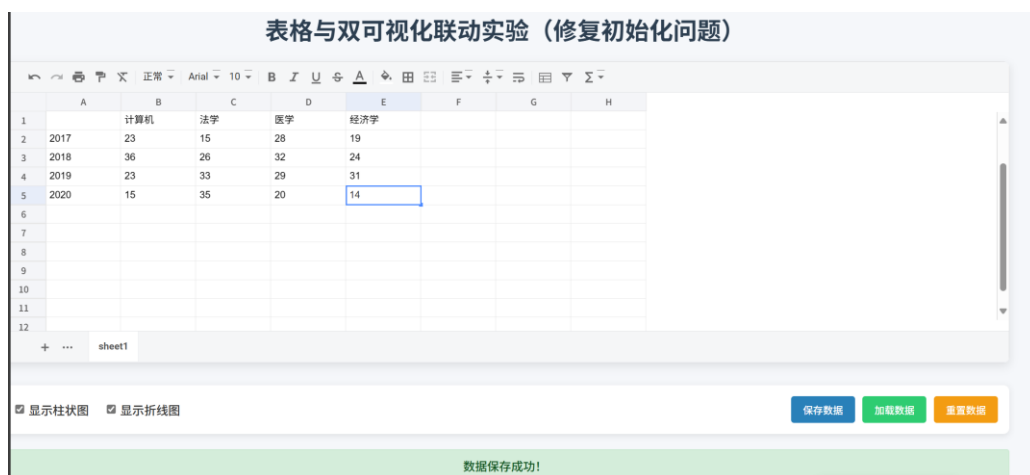 表格与双可视化联动实验（修复初始化问题）
正常 Arial 10 B I U S A Σ
A B C D E F G H
1 计算机 法学 医学 经济学
2 2017 23 15 28 19
3 2018 36 26 32 24
4 2019 23 33 29 31
5 2020 15 35 20 14
6
7
8
9
10
11
12
+ ... sheet1
显示柱状图 显示折线图 保存数据 加载数据 重置数据
数据保存成功！